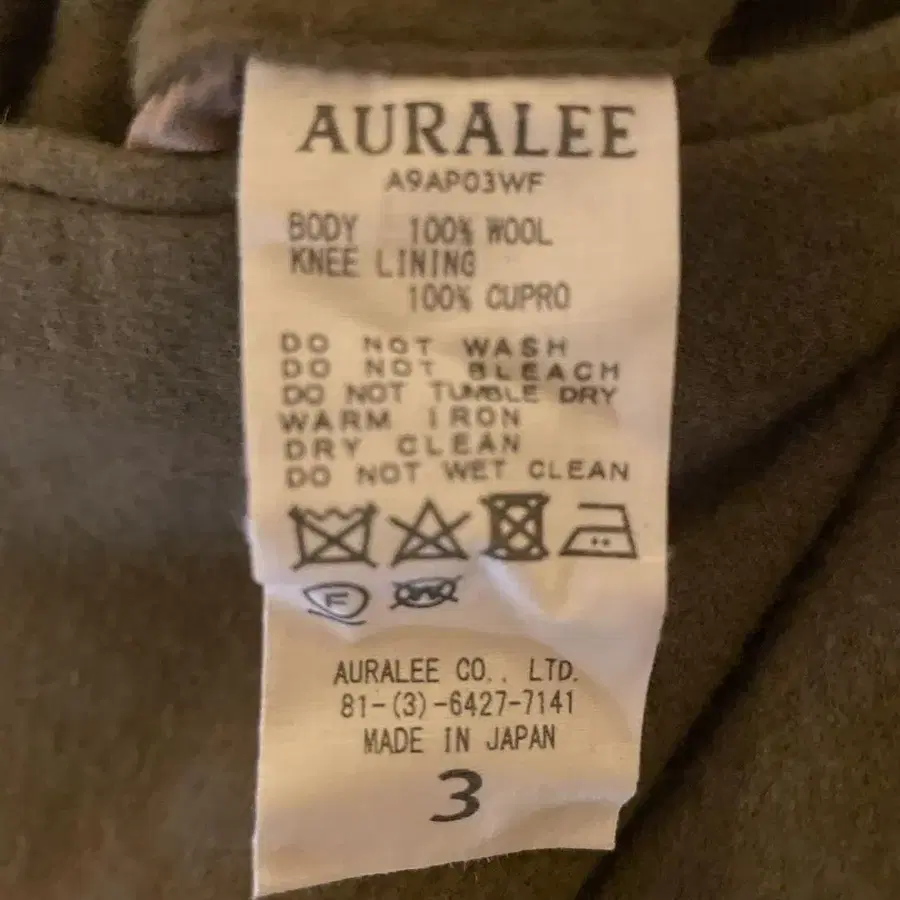 AURALEE
A9AP03WF
BODY 100% WOOL
KNEE LINING
100% CUPRO
DO NOT WASH
DO NOT BLEACH
DO NOT TUMBLE DRY
WARM IRON
DRY CLEAN
DO NOT WET CLEAN
F W
AURALEE CO., LTD.
81-(3)-6427-7141
MADE IN JAPAN
3